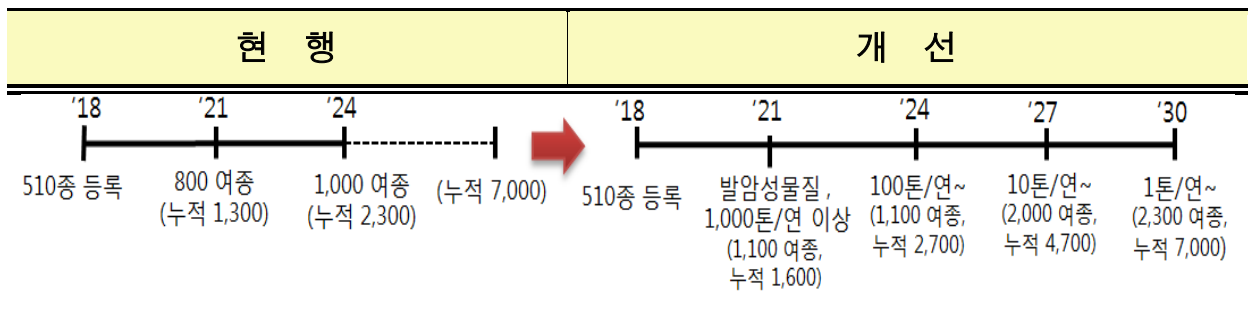 현 행
개 선
'18
'21
'24
510종 등록
800 여종
(누적 1,300)
1,000 여종
(누적 2,300)
(누적 7,000)
'18
'21
'24
'27
'30
510종 등록
발암성물질 ,
1,000톤/연 이상
(1,100 여종,
누적 1,600)
100톤/연~
(1,100 여종,
누적 2,700)
10톤/연~
(2,000 여종,
누적 4,700)
1톤/연~
(2,300 여종,
누적 7,000)